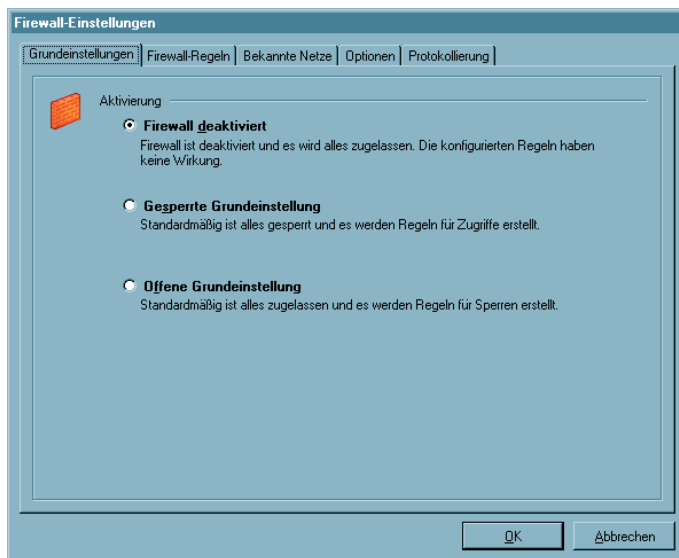 Firewall-Einstellungen
Grundeinstellungen
Firewall-Regeln
Bekannte Netze
Optionen
Protokollierung
Aktivierung
Firewall deaktiviert
Firewall ist deaktiviert und es wird alles zugelassen. Die konfigurierten Regeln haben
keine Wirkung.
Gesperrte Grundeinstellung
Standardmäßig ist alles gesperrt und es werden Regeln für Zugriffe erstellt.
Offene Grundeinstellung
Standardmäßig ist alles zugelassen und es werden Regeln für Sperren erstellt.
OK
Abbrechen